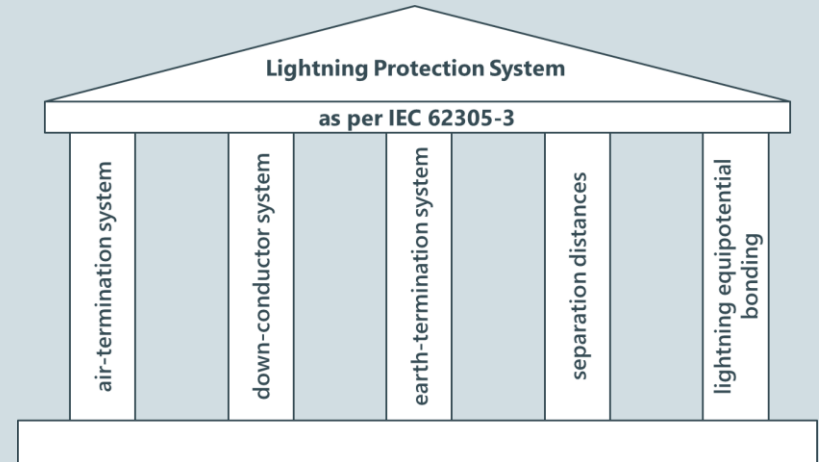 Lightning Protection System
as per IEC 62305-3
air-termination system
down-conductor system
earth-termination system
separation distances
lightning equipotential
bonding